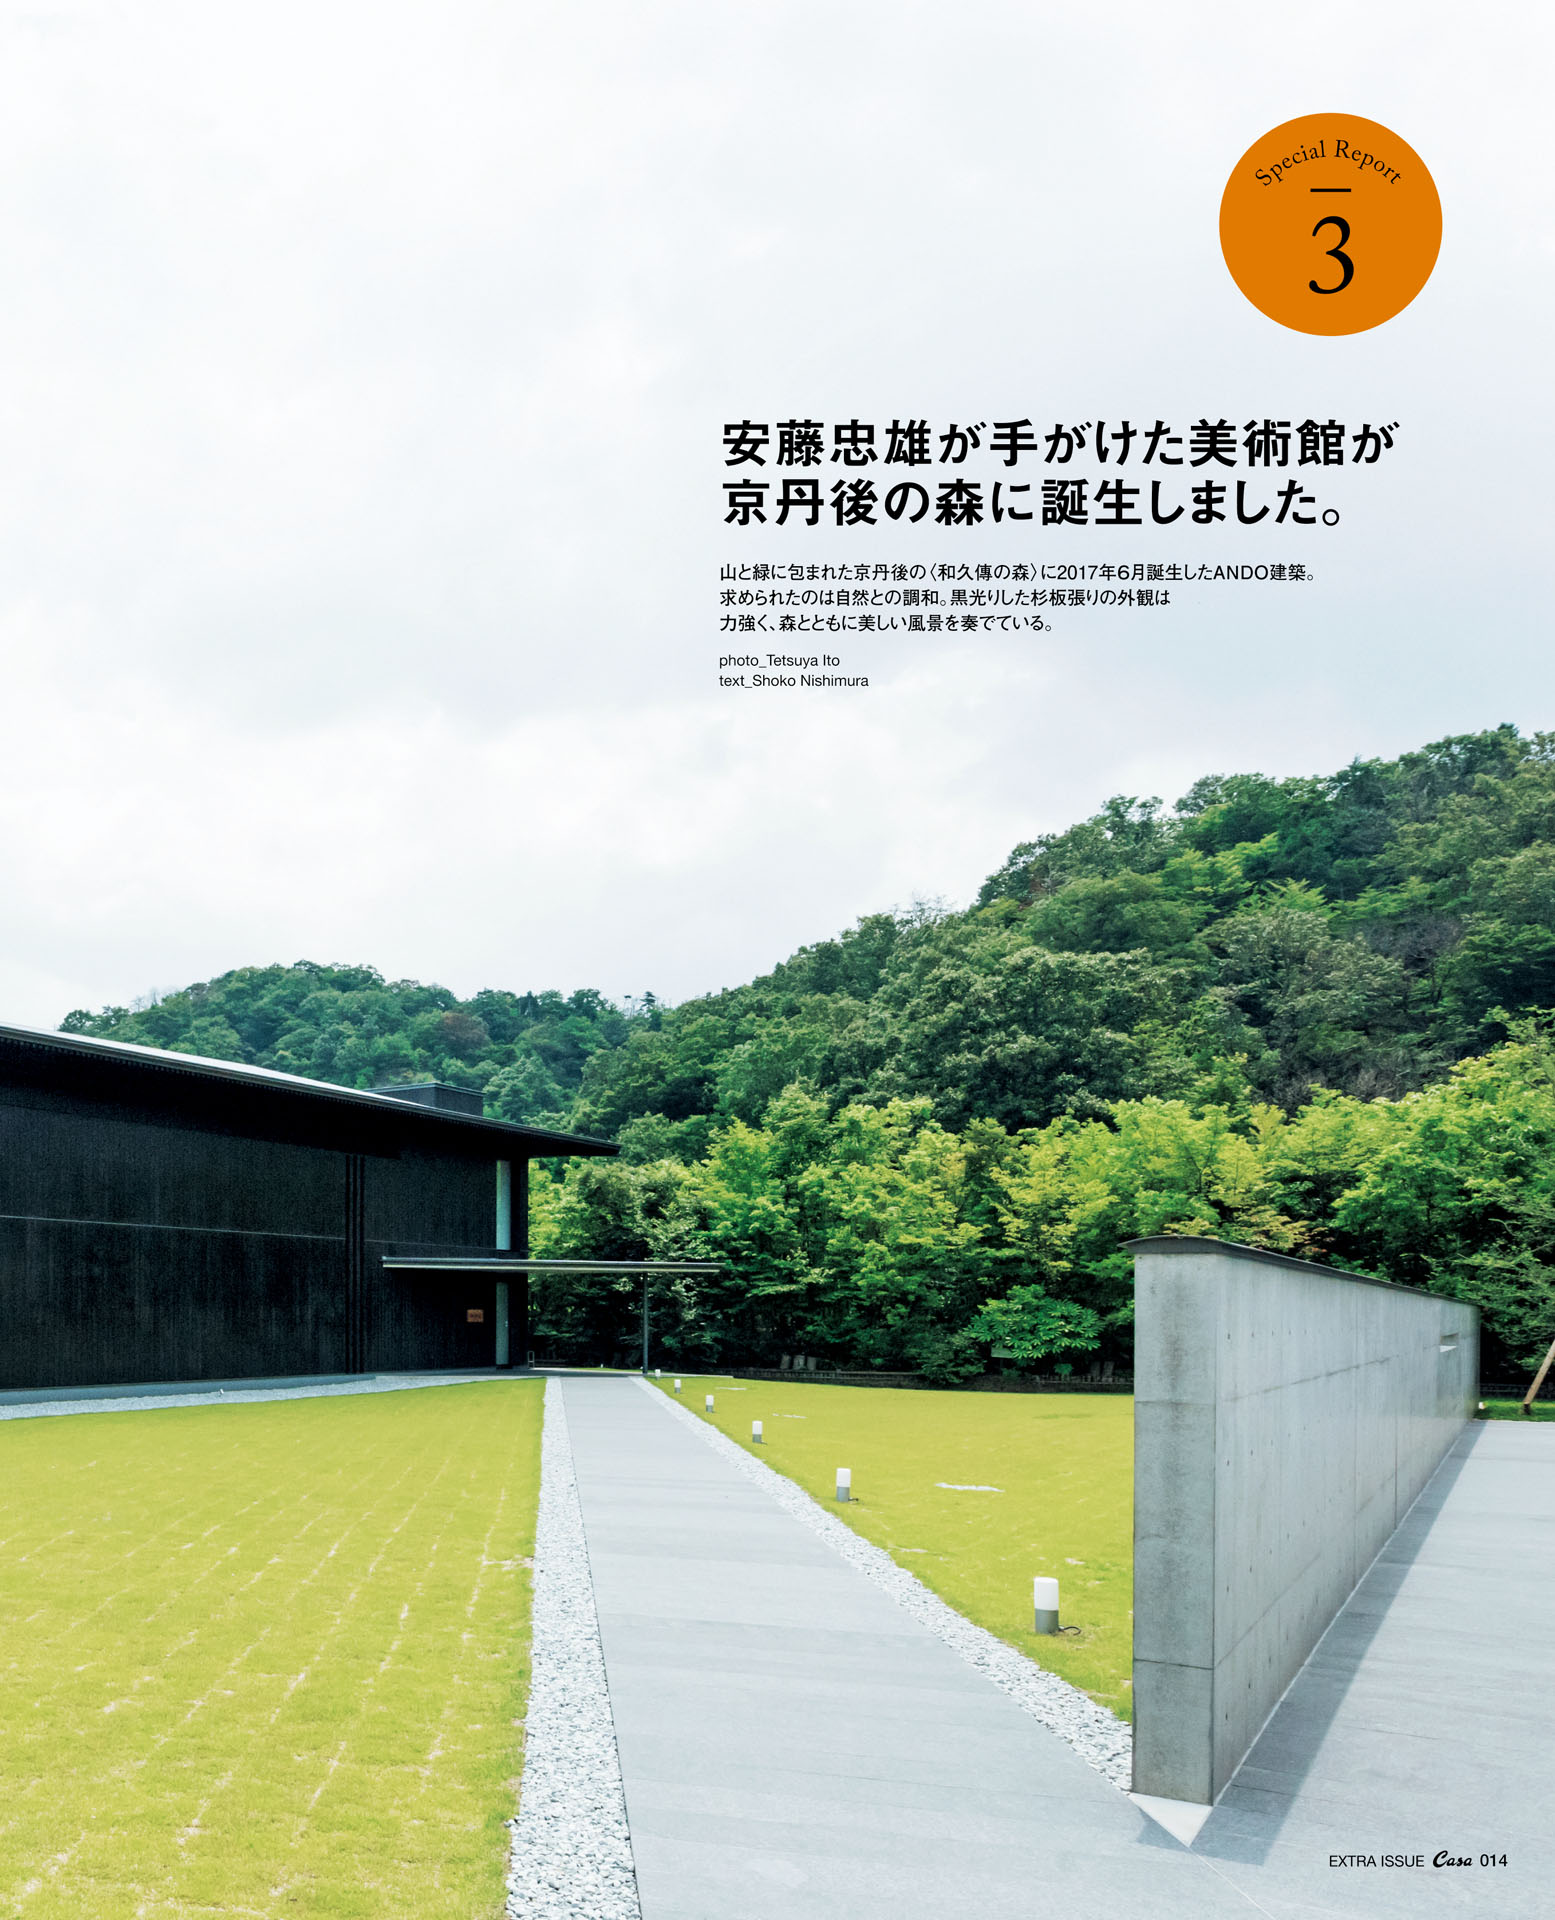 Special Report
3
安藤忠雄が手がけた美術館が
京丹後の森に誕生しました。
山と緑に包まれた京丹後の〈和久傳の森〉に2017年6月誕生したANDO建築。
求められたのは自然との調和。黒光りした杉板張りの外観は
力強く、森とともに美しい風景を奏でている。
photo_Tetsuya Ito
text_Shoko Nishimura
EXTRA ISSUE Casa 014